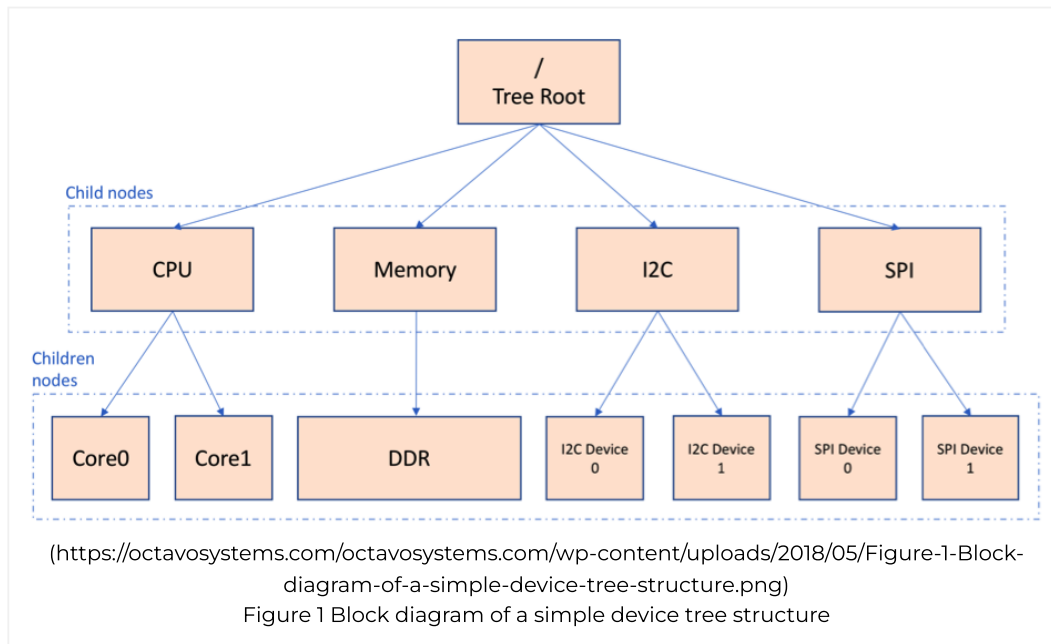 /
Tree Root
Child nodes
CPU
Memory
I2C
SPI
Children
nodes
Core0
Core1
DDR
I2C Device
0
I2C Device
1
SPI Device
0
SPI Device
1
(https://octavosystems.com/octavosystems.com/wp-content/uploads/2018/05/Figure-1-Block-
diagram-of-a-simple-device-tree-structure.png)
Figure 1 Block diagram of a simple device tree structure